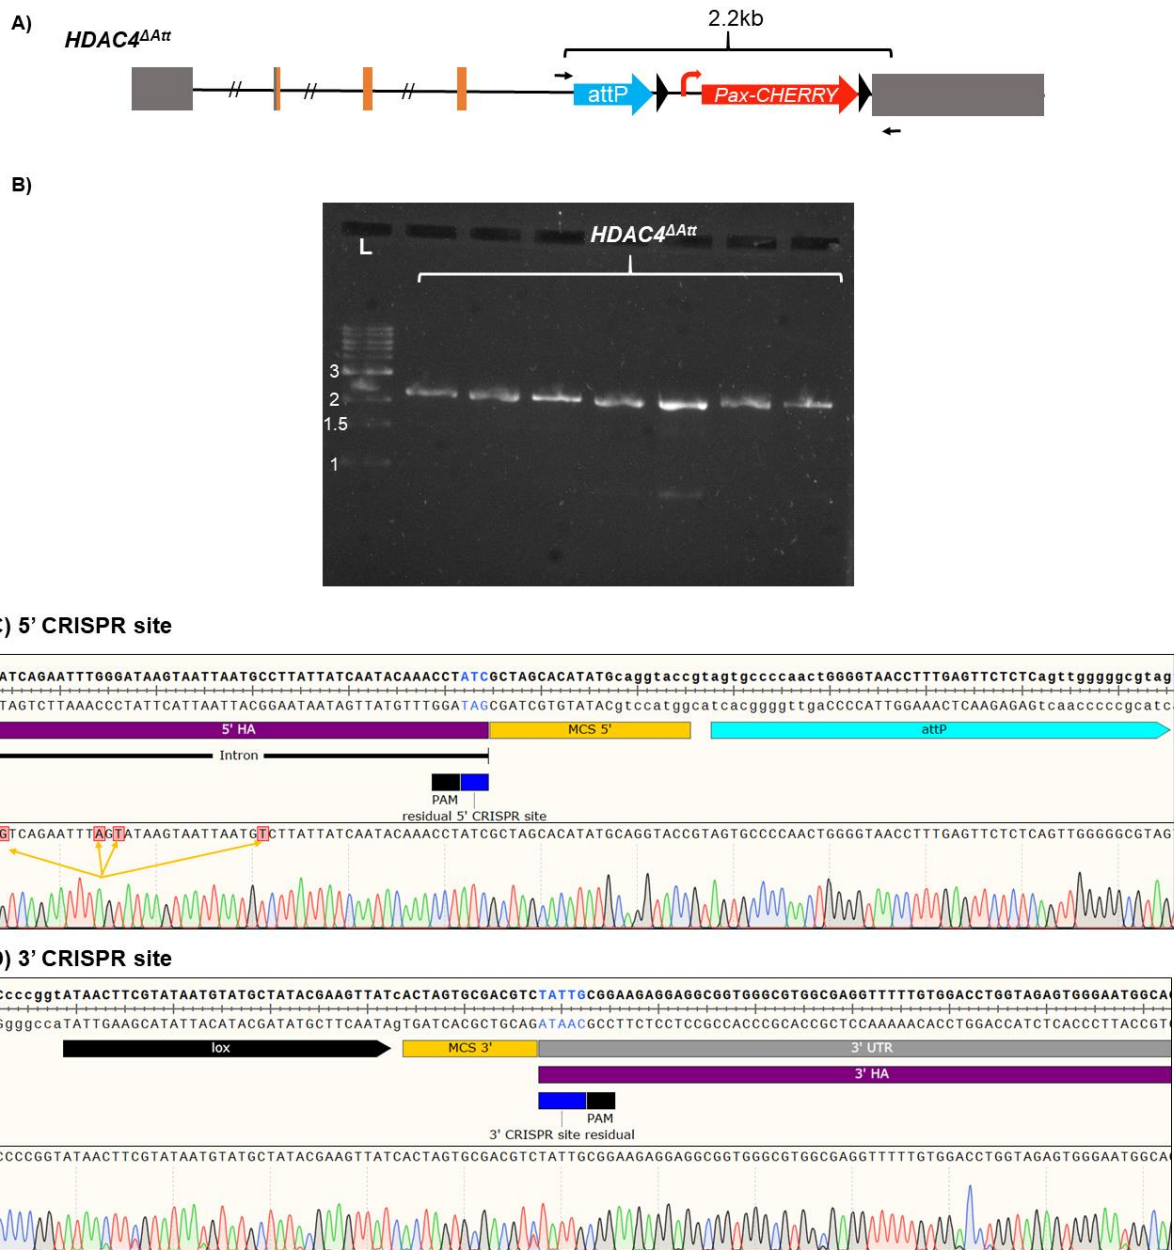 A)
HDAC4ΔAtt
2.2kb
attP
Pax-CHERRY
B)
L
HDAC4ΔAtt
3
2
1.5
1
) 5’ CRISPR site
ATCAGAATTTGGGATAAGTAATTAATGCCTTATTATCAATACAAACCTATCGCTAGCACATATGcaggtaccgtagtgccccaactGGGGTAACCTTTGAGTTCTCTCagttgggggcgtag
TAGTCTTAAACCCTATTCATTAATTACGGAATAATAGTTATGTTTGGATAGCGATCGTGTATACgtccatggcatcacggggttgaCCCCATTGGAAACTCAAGAGAGtcaacccccgcatc
5' HA
MCS 5'
attP
Intron
PAM
residual 5' CRISPR site
GTCAGAATTTAGTATAAGTAATTAATGTCTTATTATCAATACAAACCTATCGCTAGCACATATGCAGGTACCGTAGTGCCCCAACTGGGGTAACCTTTGAGTTCTCTCAGTTGGGGGCGTAG
) 3’ CRISPR site
ccccggtATAACTTCGTATAATGTATGCTATACGAAGTTATcACTAGTGCGACGTCTATTGCGGAAGAGGAGGCGGTGGGCGTGGCGAGGTTTTTGTGGACCTGGTAGAGTGGGAATGGCA
ggggccaTATTGAAGCATATTACATACGATATGCTTCAATAgTGATCACGCTGCAGATAACGCCTTCTCCTCCGCCACCCGCACCGCTCCAAAAACACCTGGACCATCTCACCCTTACCGT
lox
MCS 3'
3' UTR
3' HA
PAM
3' CRISPR site residual
CCCCGGTATAACTTCGTATAATGTATGCTATACGAAGTTATCACTAGTGCGACGTCTATTGCGGAAGAGGAGGCGGTGGGCGTGGCGAGGTTTTTGTGGACCTGGTAGAGTGGGAATGGCA